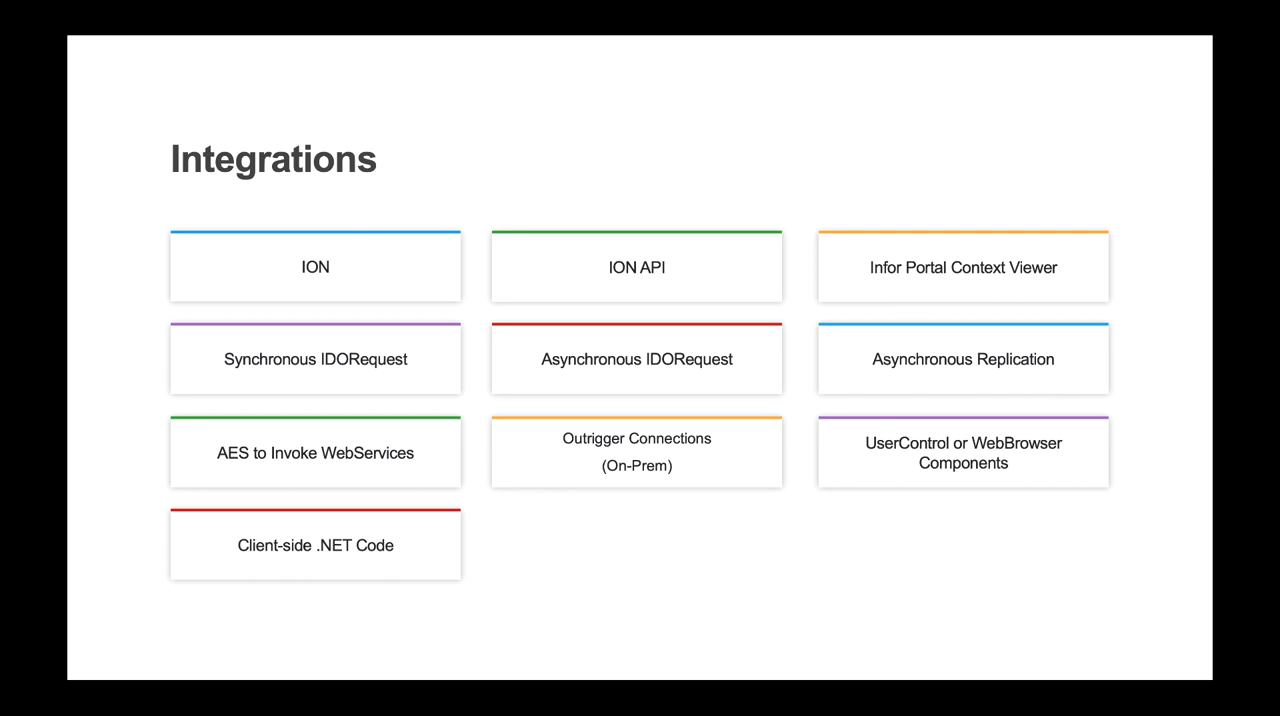 Integrations
ION
ION API
Infor Portal Context Viewer
Synchronous IDORequest
Asynchronous IDORequest
Asynchronous Replication
AES to Invoke WebServices
Outrigger Connections
(On-Prem)
UserControl or WebBrowser
Components
Client-side .NET Code